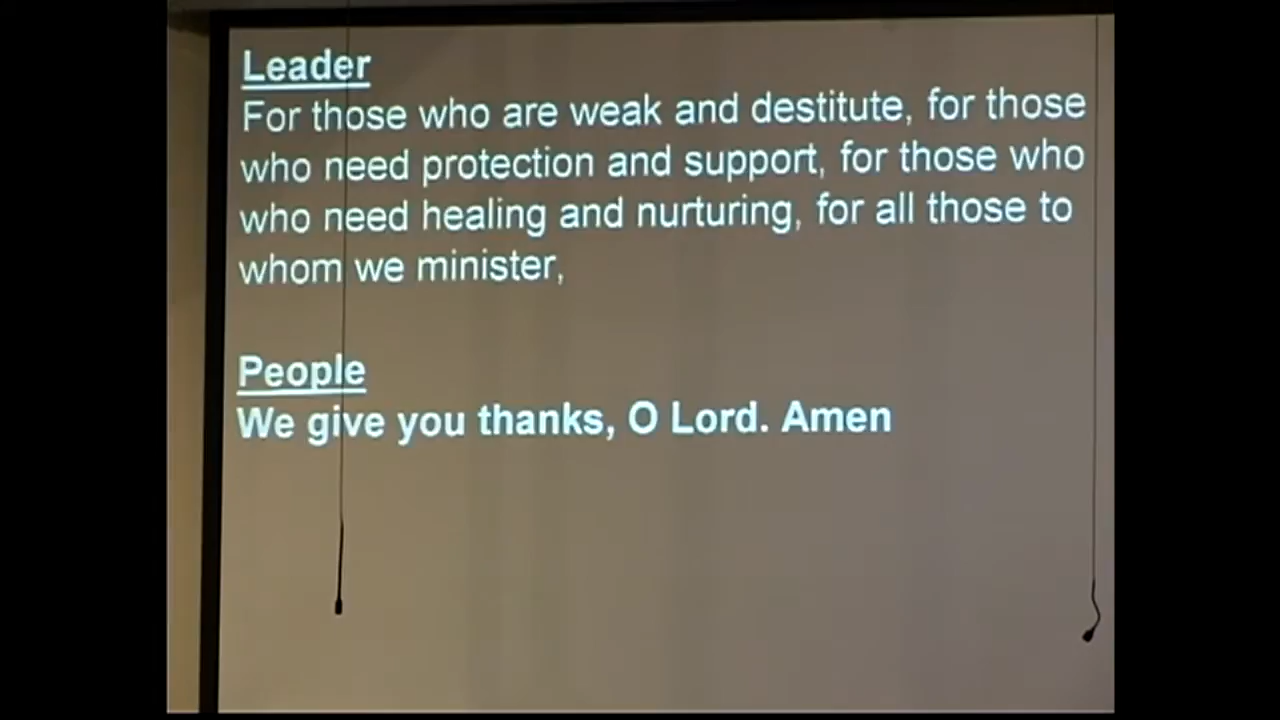 Leader
For those who are weak and destitute, for those
who need protection and support, for those who
who need healing and nurturing, for all those to
whom we minister,
People
We give you thanks, O Lord. Amen